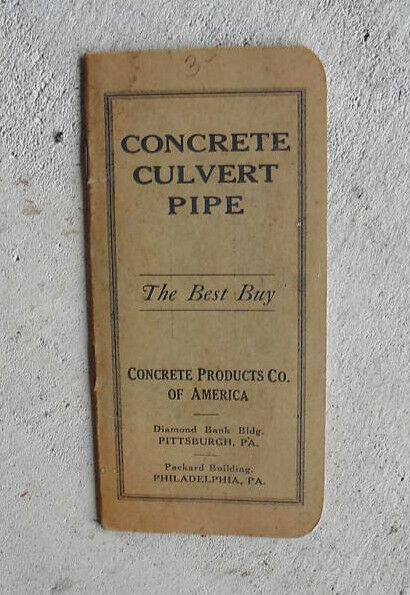 3-
CONCRETE
CULVERT
PIPE
The Best Buy
CONCRETE PRODUCTS CO.
OF AMERICA
Diamond Bank Bldg.
PITTSBURGH, PA.
Packard Building.
PHILADELPHIA, PA.